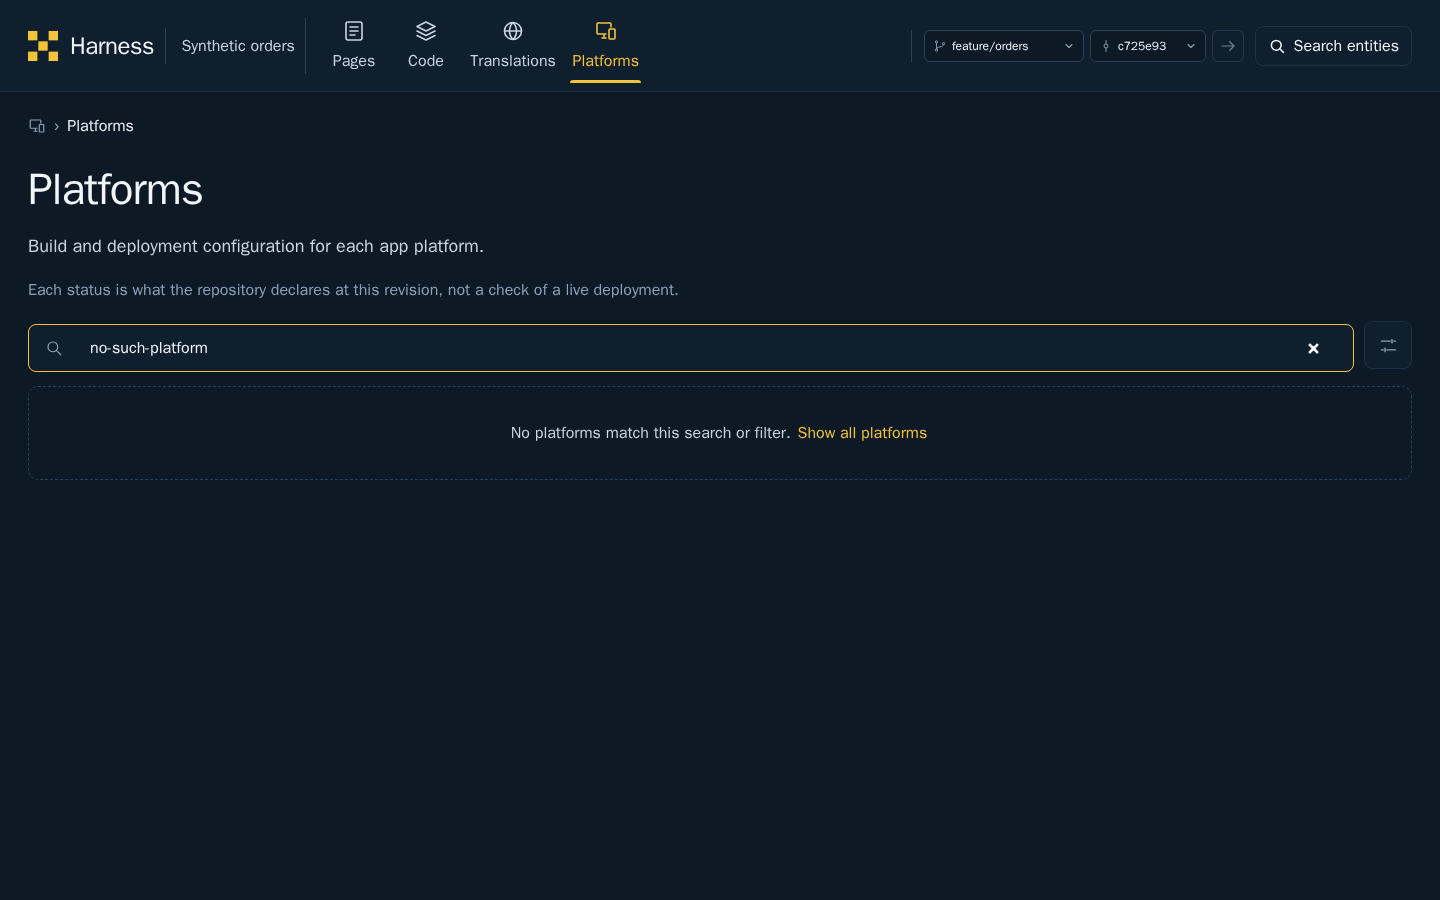 Harness
Synthetic orders
Pages
Code
Translations
Platforms
feature/orders
c725e93
Search entities
› Platforms
Platforms
Build and deployment configuration for each app platform.
Each status is what the repository declares at this revision, not a check of a live deployment.
no-such-platform
No platforms match this search or filter. Show all platforms